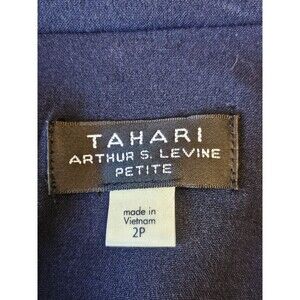 TAHARI
ARTHUR S. LEVINE
PETITE
made in
Vietnam
2P